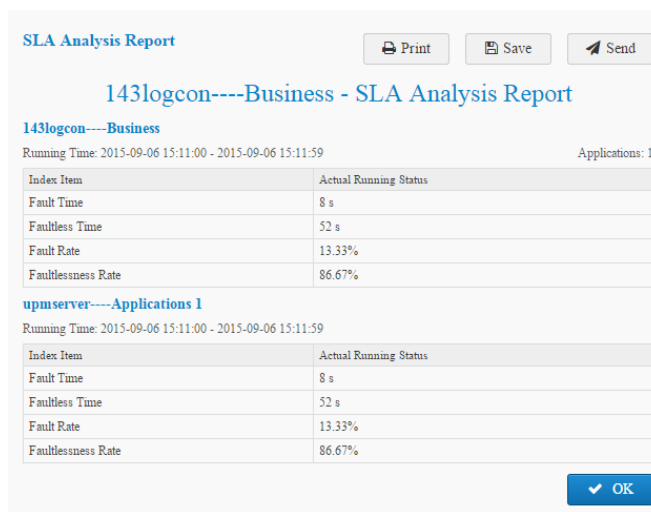 SLA Analysis Report
Print
Save
Send
143logcon----Business - SLA Analysis Report
143logcon----Business
Running Time: 2015-09-06 15:11:00 - 2015-09-06 15:11:59 Applications: 1
Index Item Actual Running Status
Fault Time 8 s
Faultless Time 52 s
Fault Rate 13.33%
Faultlessness Rate 86.67%
upmserver----Applications 1
Running Time: 2015-09-06 15:11:00 - 2015-09-06 15:11:59
Index Item Actual Running Status
Fault Time 8 s
Faultless Time 52 s
Fault Rate 13.33%
Faultlessness Rate 86.67%
OK